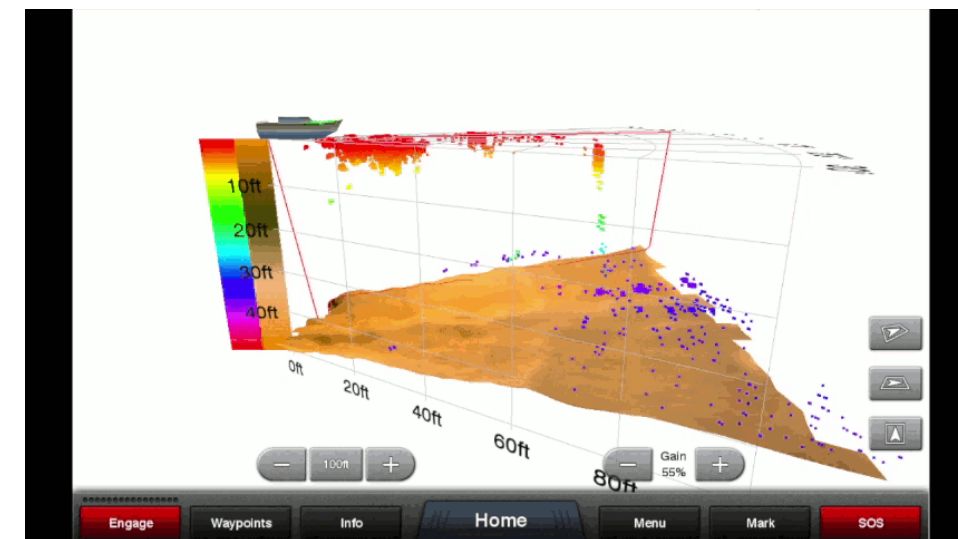 10ft
20ft
30ft
40ft
0ft
20ft
40ft
60ft
80ft
100ft
Gain
55%
Engage
Waypoints
Info
Home
Menu
Mark
SOS